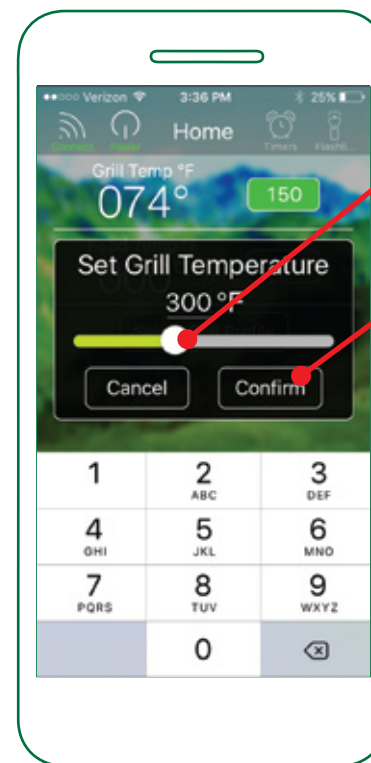 Verizon 3:36 PM 25%
Home
Connect Power Timers Flashli...
Grill Temp °F
074° 150
Set Grill Temperature
300 °F
Cancel Confirm
1 2 3
ABC DEF
4 5 6
GHI JKL MNO
7 8 9
PQRS TUV WXYZ
0